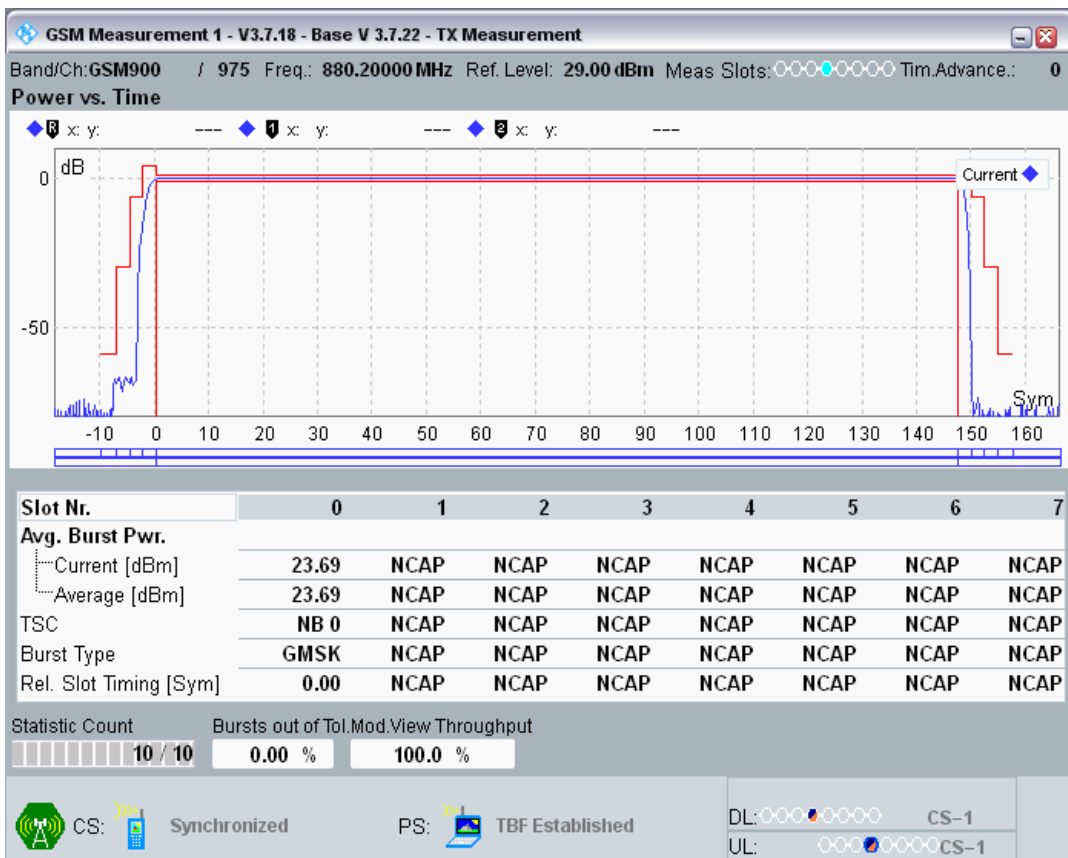 GSM Measurement 1 - V3.7.18 - Base V 3.7.22 - TX Measurement
Band/Ch:GSM900 / 975 Freq.: 880.20000 MHz Ref. Level: 29.00 dBm Meas Slots: Tim.Advance.: 0
Power vs. Time
R x: y: --- 1 x: y: --- 2 x: y: ---
dB
Current
0
-50
Sym
-10 0 10 20 30 40 50 60 70 80 90 100 110 120 130 140 150 160
Slot Nr. 0 1 2 3 4 5 6 7
Avg. Burst Pwr.
Current [dBm] 23.69 NCAP NCAP NCAP NCAP NCAP NCAP NCAP
Average [dBm] 23.69 NCAP NCAP NCAP NCAP NCAP NCAP NCAP
TSC NB 0 NCAP NCAP NCAP NCAP NCAP NCAP NCAP
Burst Type GMSK NCAP NCAP NCAP NCAP NCAP NCAP NCAP
Rel. Slot Timing [Sym] 0.00 NCAP NCAP NCAP NCAP NCAP NCAP NCAP
Statistic Count Bursts out of Tol.Mod.View Throughput
10 / 10 0.00 % 100.0 %
CS: Synchronized PS: TBF Established DL: CS-1
UL: CS-1